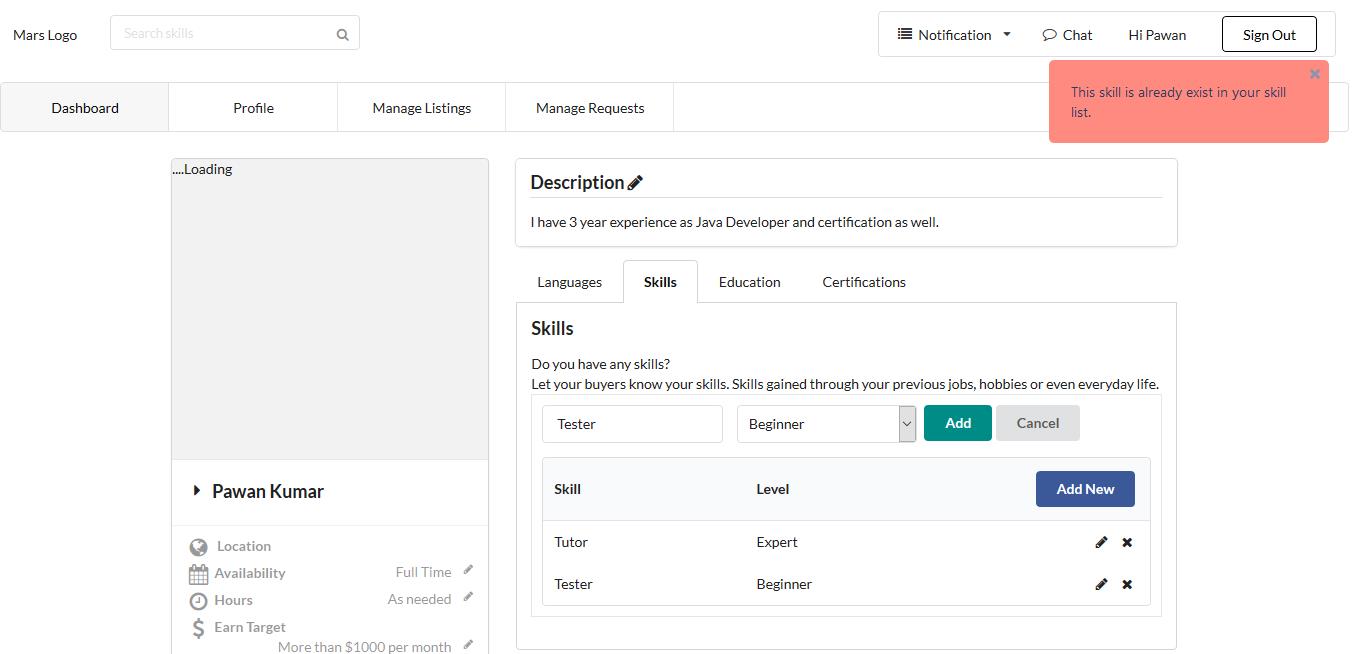 Mars Logo
Search skills
Notification
Chat
Hi Pawan
Sign Out
This skill is already exist in your skill
list.
Dashboard
Profile
Manage Listings
Manage Requests
....Loading
Description
I have 3 year experience as Java Developer and certification as well.
Languages
Skills
Education
Certifications
Skills
Do you have any skills?
Let your buyers know your skills. Skills gained through your previous jobs, hobbies or even everyday life.
Tester
Beginner
Add
Cancel
Skill
Level
Add New
Tutor
Expert
Tester
Beginner
Pawan Kumar
Location
Availability
Full Time
Hours
As needed
Earn Target
More than $1000 per month